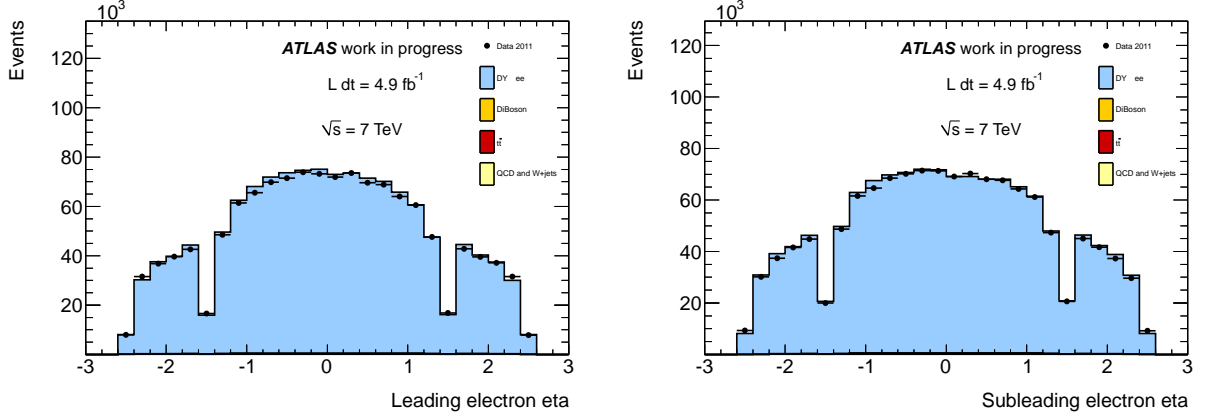 10³
Events
120
100
80
60
40
20
-3 -2 -1 0 1 2 3
Leading electron eta
ATLAS work in progress
L dt = 4.9 fb⁻¹
√s = 7 TeV
Data 2011
DY ee
DiBoson
tt̄
QCD and W+jets
10³
Events
120
100
80
60
40
20
-3 -2 -1 0 1 2 3
Subleading electron eta
ATLAS work in progress
L dt = 4.9 fb⁻¹
√s = 7 TeV
Data 2011
DY ee
DiBoson
tt̄
QCD and W+jets